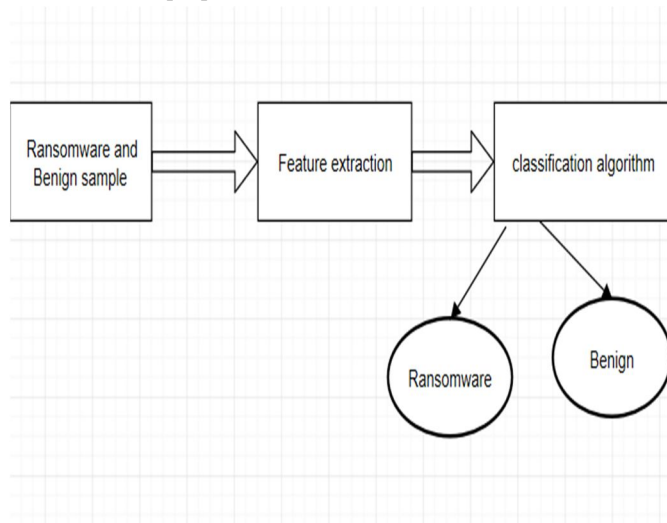 Ransomware and
Benign sample
Feature extraction
classification algorithm
Ransomware
Benign